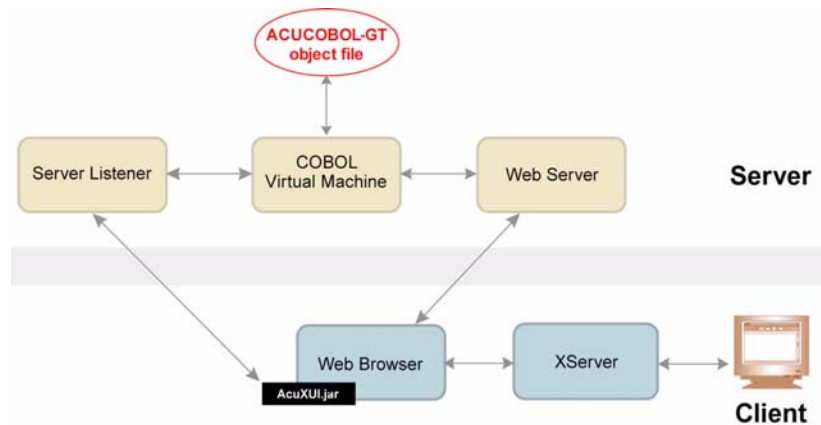 ACUCOBOL-GT
object file
Server Listener
COBOL
Virtual Machine
Web Server
Server
Web Browser
XServer
AcuXUI.jar
Client